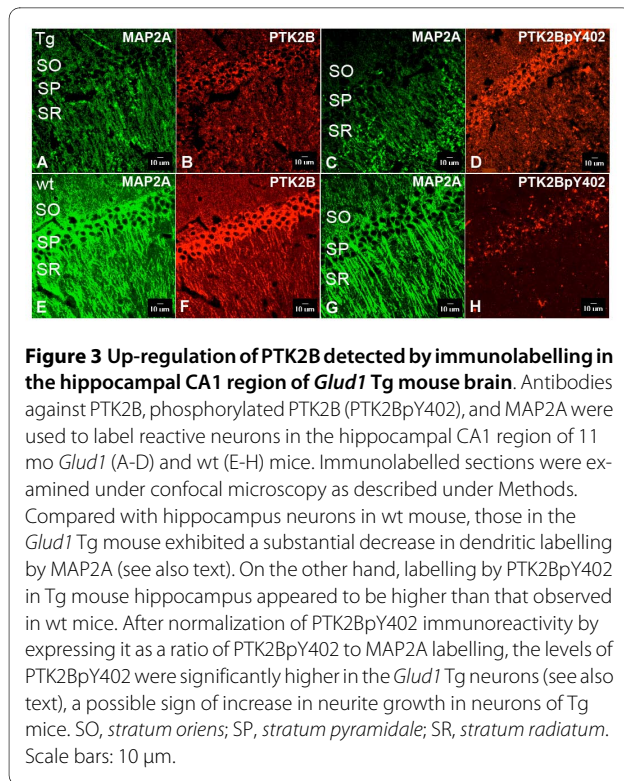 Tg MAP2A PTK2B MAP2A PTK2BpY402
SO SO
SP SP
SR SR
A 10 um B 10 um C 10 um D 10 um
wt MAP2A PTK2B MAP2A PTK2BpY402
SO SO
SP SP
SR SR
E 10 um F 10 um G 10 um H 10 um
Figure 3 Up-regulation of PTK2B detected by immunolabelling in
the hippocampal CA1 region of Glud1 Tg mouse brain. Antibodies
against PTK2B, phosphorylated PTK2B (PTK2BpY402), and MAP2A were
used to label reactive neurons in the hippocampal CA1 region of 11
mo Glud1 (A-D) and wt (E-H) mice. Immunolabelled sections were ex-
amined under confocal microscopy as described under Methods.
Compared with hippocampus neurons in wt mouse, those in the
Glud1 Tg mouse exhibited a substantial decrease in dendritic labelling
by MAP2A (see also text). On the other hand, labelling by PTK2BpY402
in Tg mouse hippocampus appeared to be higher than that observed
in wt mice. After normalization of PTK2BpY402 immunoreactivity by
expressing it as a ratio of PTK2BpY402 to MAP2A labelling, the levels of
PTK2BpY402 were significantly higher in the Glud1 Tg neurons (see also
text), a possible sign of increase in neurite growth in neurons of Tg
mice. SO, stratum oriens; SP, stratum pyramidale; SR, stratum radiatum.
Scale bars: 10 μm.